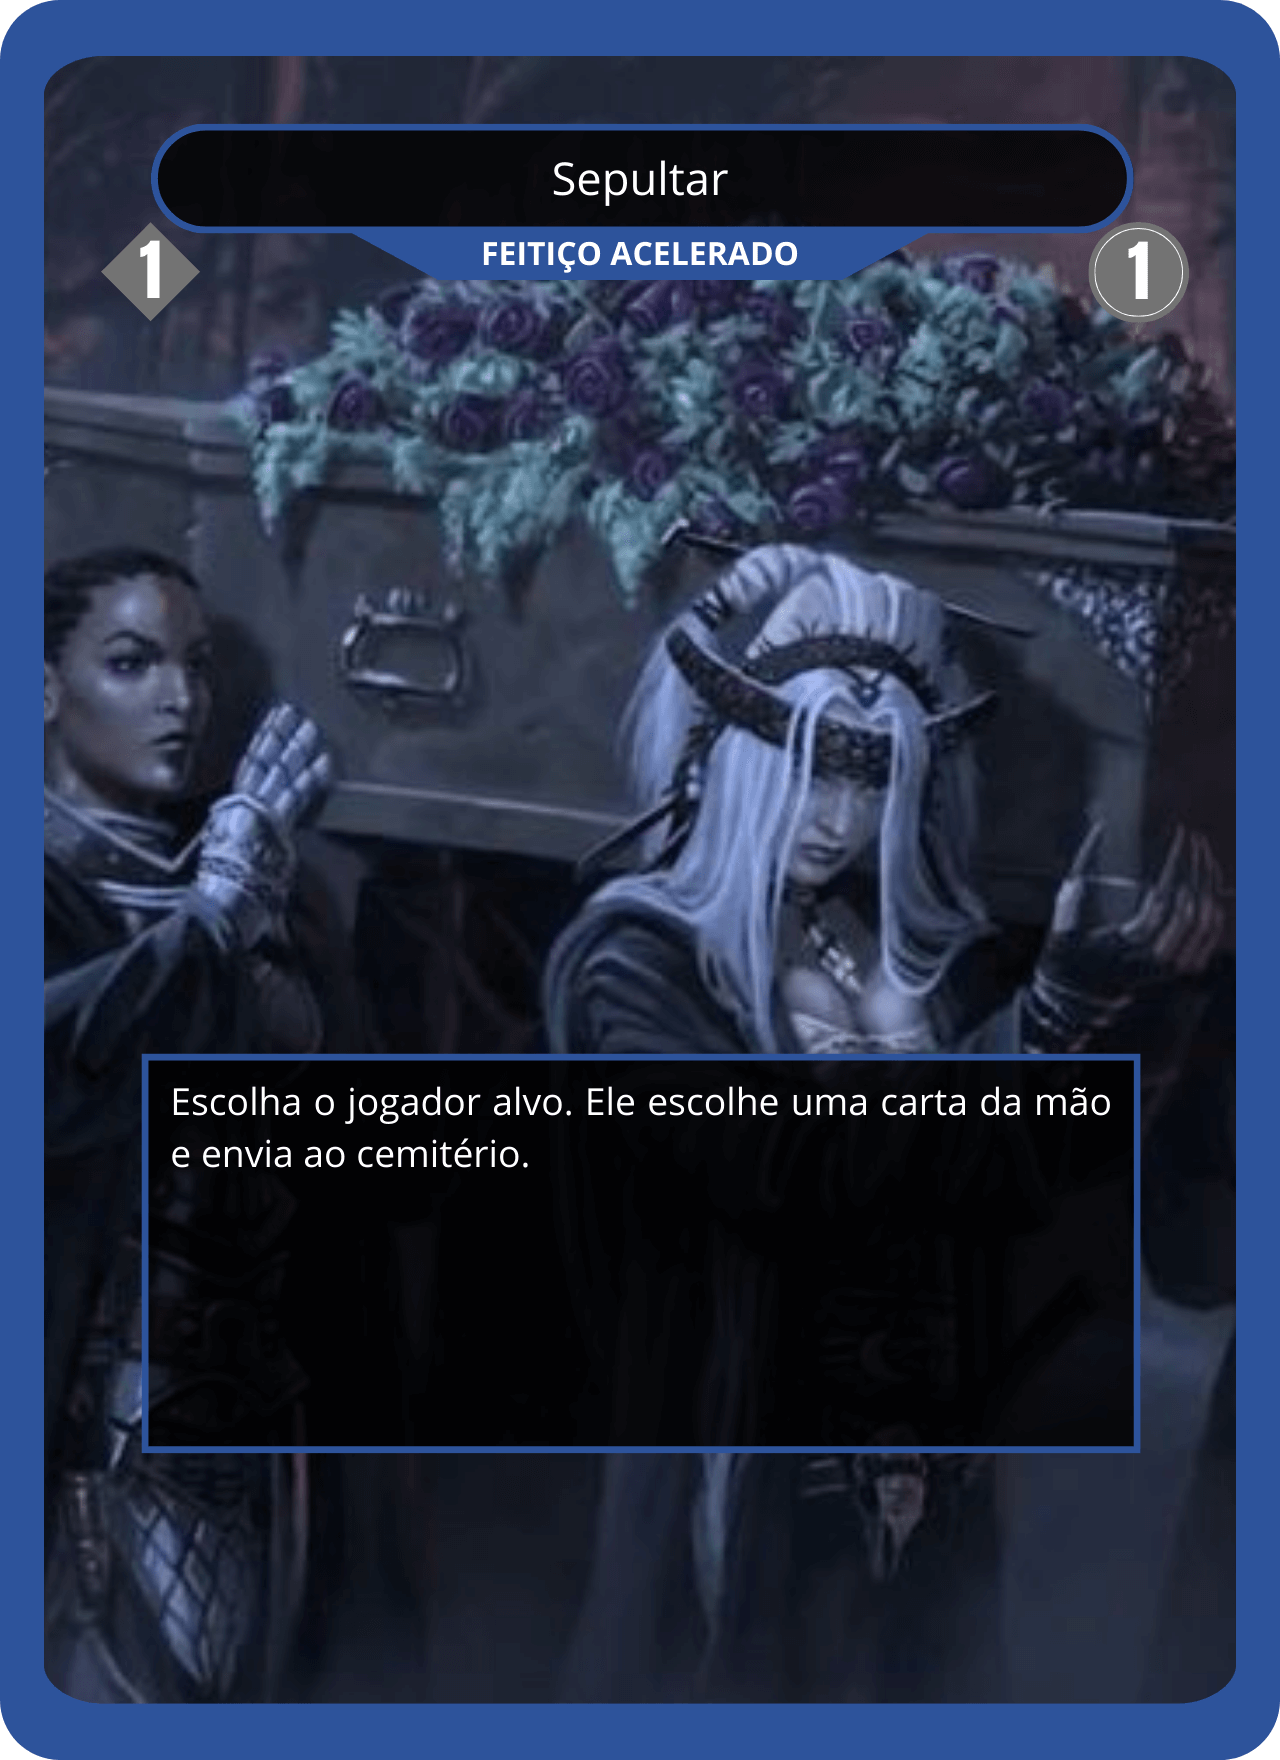 Sepultar
FEITIÇO ACELERADO
1
1
Escolha o jogador alvo. Ele escolhe uma carta da mão
e envia ao cemitério.